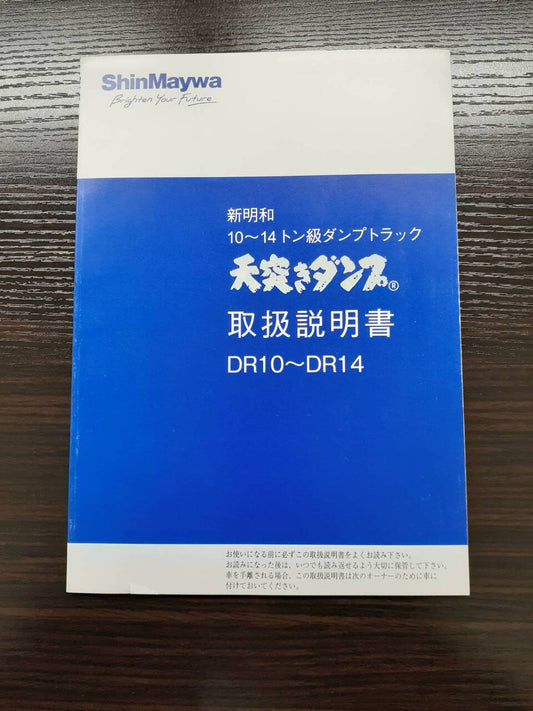 ShinMaywa
Brighten Your Future
新明和
10～14トン級ダンプトラック
天突きダンプ®
取扱説明書
DR10～DR14
お使いになる前に必ずこの取扱説明書をよくお読み下さい。
お読みになった後は、いつでも読み返せるよう大切に保管して下さい。
車を手離される場合、この取扱説明書は次のオーナーのために車に
付けておいてください。